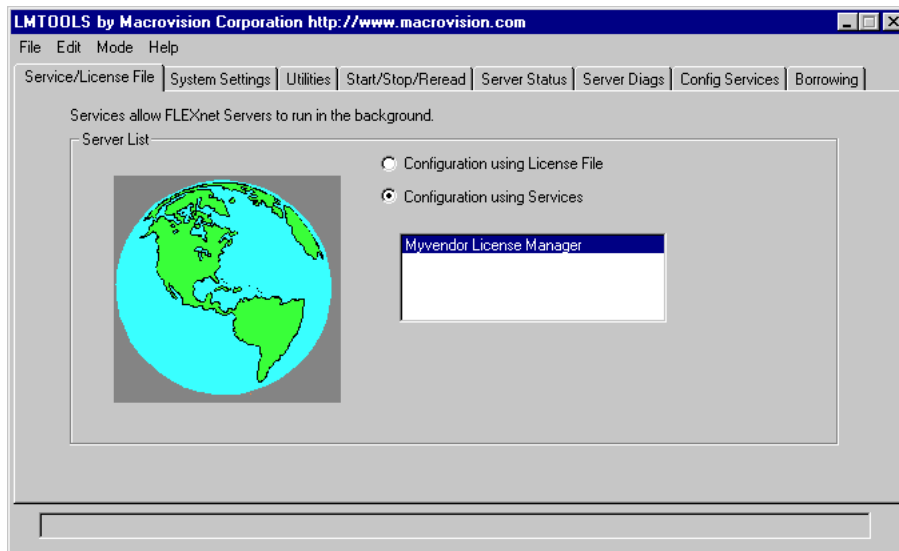 LMTOOLS by Macrovision Corporation http://www.macrovision.com
File Edit Mode Help
Service/License File System Settings Utilities Start/Stop/Reread Server Status Server Diags Config Services Borrowing
Services allow FLEXnet Servers to run in the background.
Server List
Configuration using License File
Configuration using Services
Myvendor License Manager